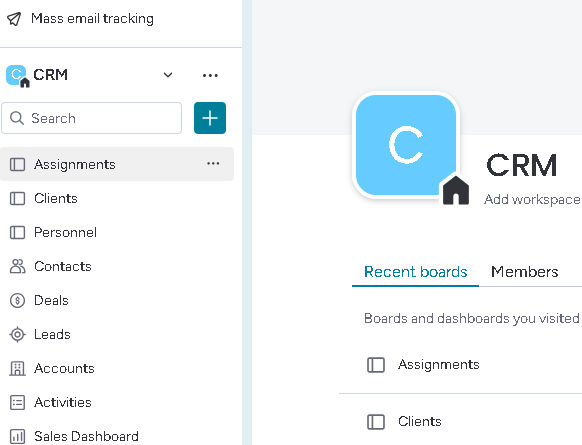 Mass email tracking
C
CRM
Search
Assignments
Clients
Personnel
Contacts
Deals
Leads
Accounts
Activities
Sales Dashboard
C
CRM
Add workspace
Recent boards
Members
Boards and dashboards you visited
Assignments
Clients